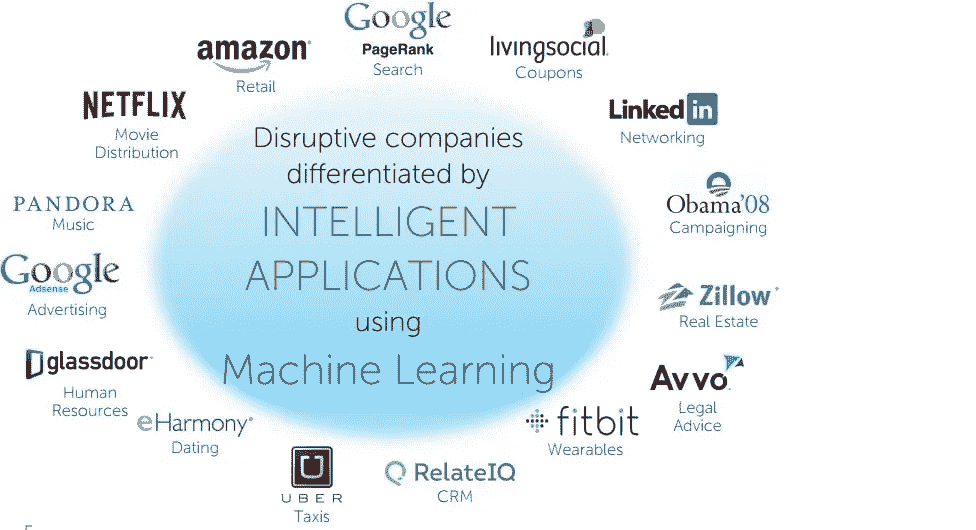 Google
PageRank
Search
amazon
Retail
livingsocial.
Coupons
NETFLIX
Movie
Distribution
Linked in
Networking
Disruptive companies
differentiated by
INTELLIGENT
APPLICATIONS
using
Machine Learning
PANDORA
Music
Obama'08
Campaigning
Google
Adsense
Advertising
Zillow
Real Estate
glassdoor
Human
Resources
Avvo
Legal
Advice
eHarmony
Dating
fitbit
Wearables
U
UBER
Taxis
RelateIQ
CRM